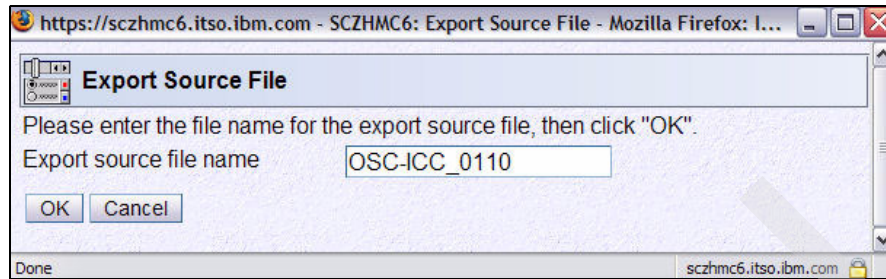 https://sczhmc6.itso.ibm.com - SCZHMC6: Export Source File - Mozilla Firefox: I...
Export Source File
Please enter the file name for the export source file, then click "OK".
Export source file name OSC-ICC_0110
OK Cancel
Done sczhmc6.itso.ibm.com